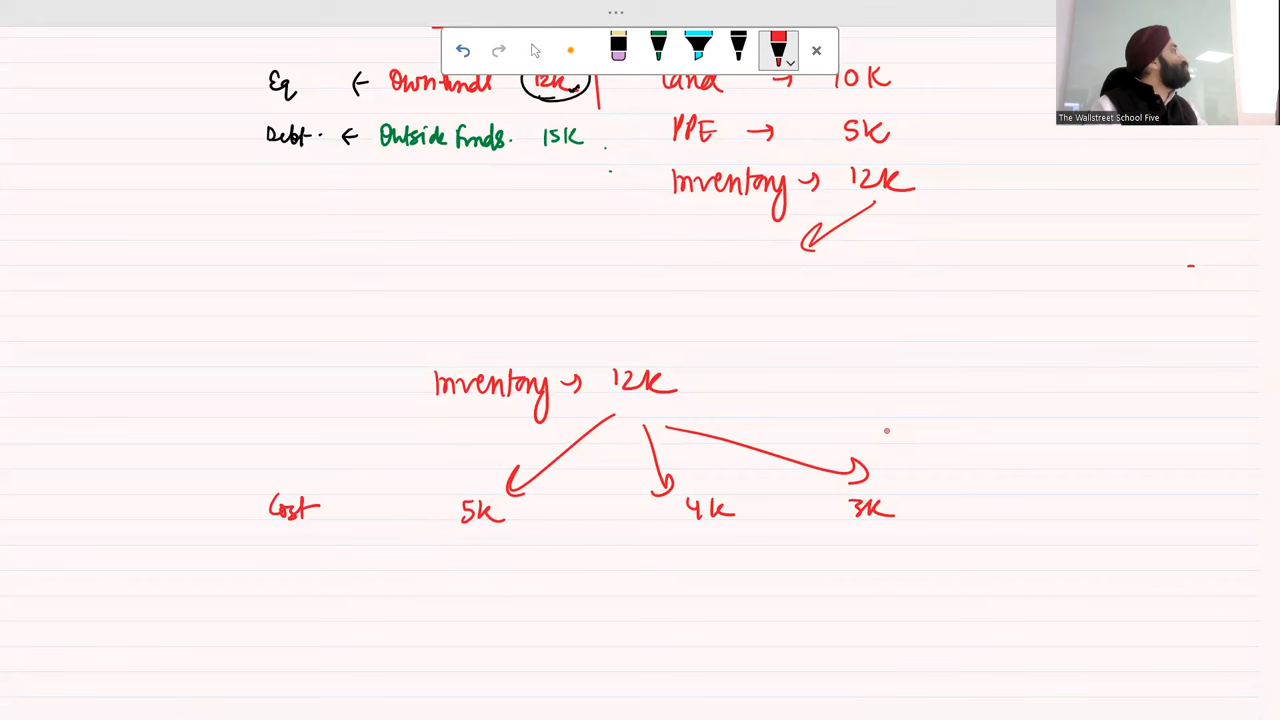 Eq ← Own funds 12K Land → 10K
Debt ← Outside funds. 15K PPE → 5K
Inventory → 12K
Inventory → 12K
Cost 5K 4K 3K
The Wallstreet School Five